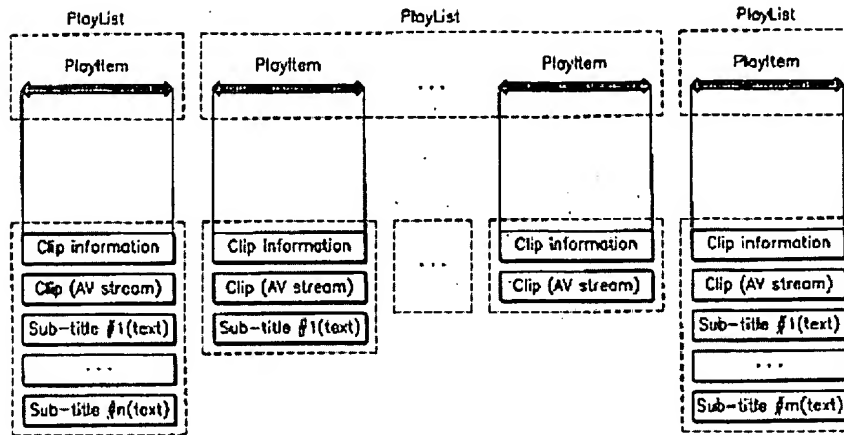 PlayList PlayList PlayList
PlayItem PlayItem ... PlayItem PlayItem
Clip information Clip Information ... Clip information Clip information
Clip (AV stream) Clip (AV stream) Clip (AV stream) Clip (AV stream)
Sub-title #1(text) Sub-title #1(text) Sub-title #1(text)
... ...
Sub-title #n(text) Sub-title #m(text)